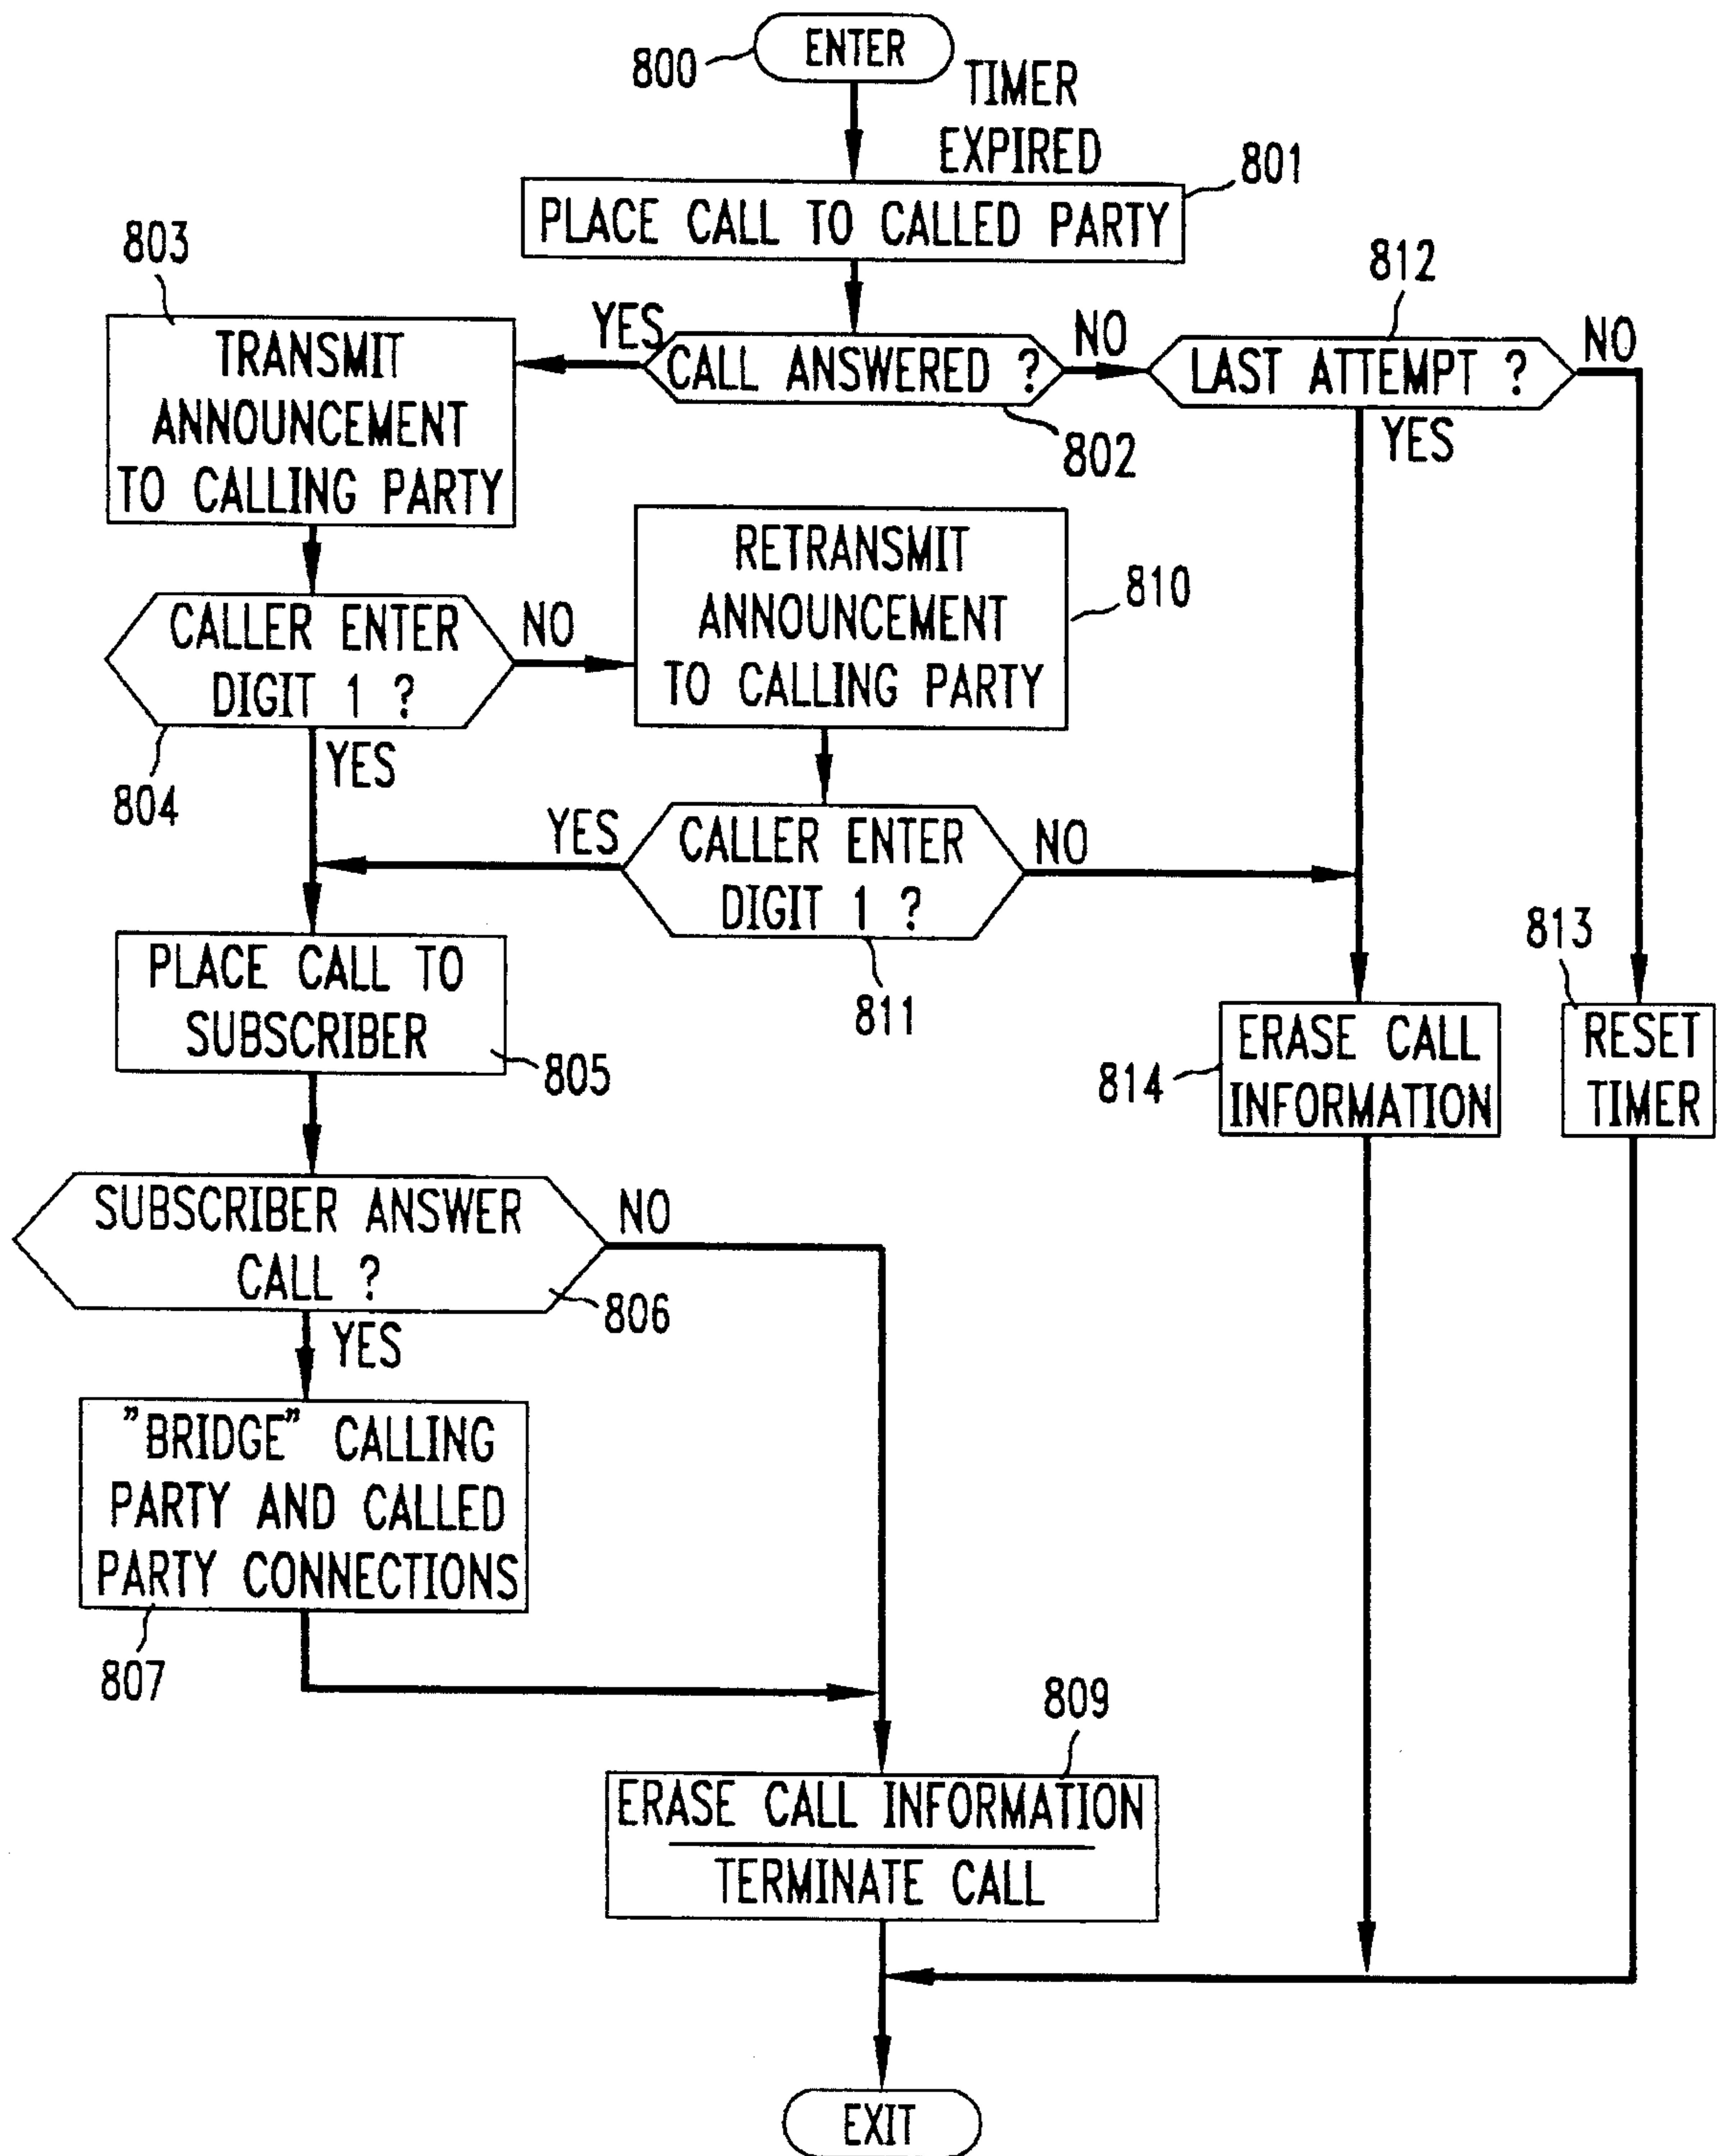 800
ENTER
TIMER
EXPIRED
801
PLACE CALL TO CALLED PARTY
803
812
TRANSMIT
ANNOUNCEMENT
TO CALLING PARTY
YES
CALL ANSWERED ?
NO
LAST ATTEMPT ?
NO
802
YES
RETRANSMIT
ANNOUNCEMENT
TO CALLING PARTY
810
CALLER ENTER
DIGIT 1 ?
NO
804
YES
YES
CALLER ENTER
DIGIT 1 ?
NO
811
PLACE CALL TO
SUBSCRIBER
805
813
ERASE CALL
INFORMATION
814
RESET
TIMER
SUBSCRIBER ANSWER
CALL ?
NO
806
YES
"BRIDGE" CALLING
PARTY AND CALLED
PARTY CONNECTIONS
807
809
ERASE CALL INFORMATION
TERMINATE CALL
EXIT